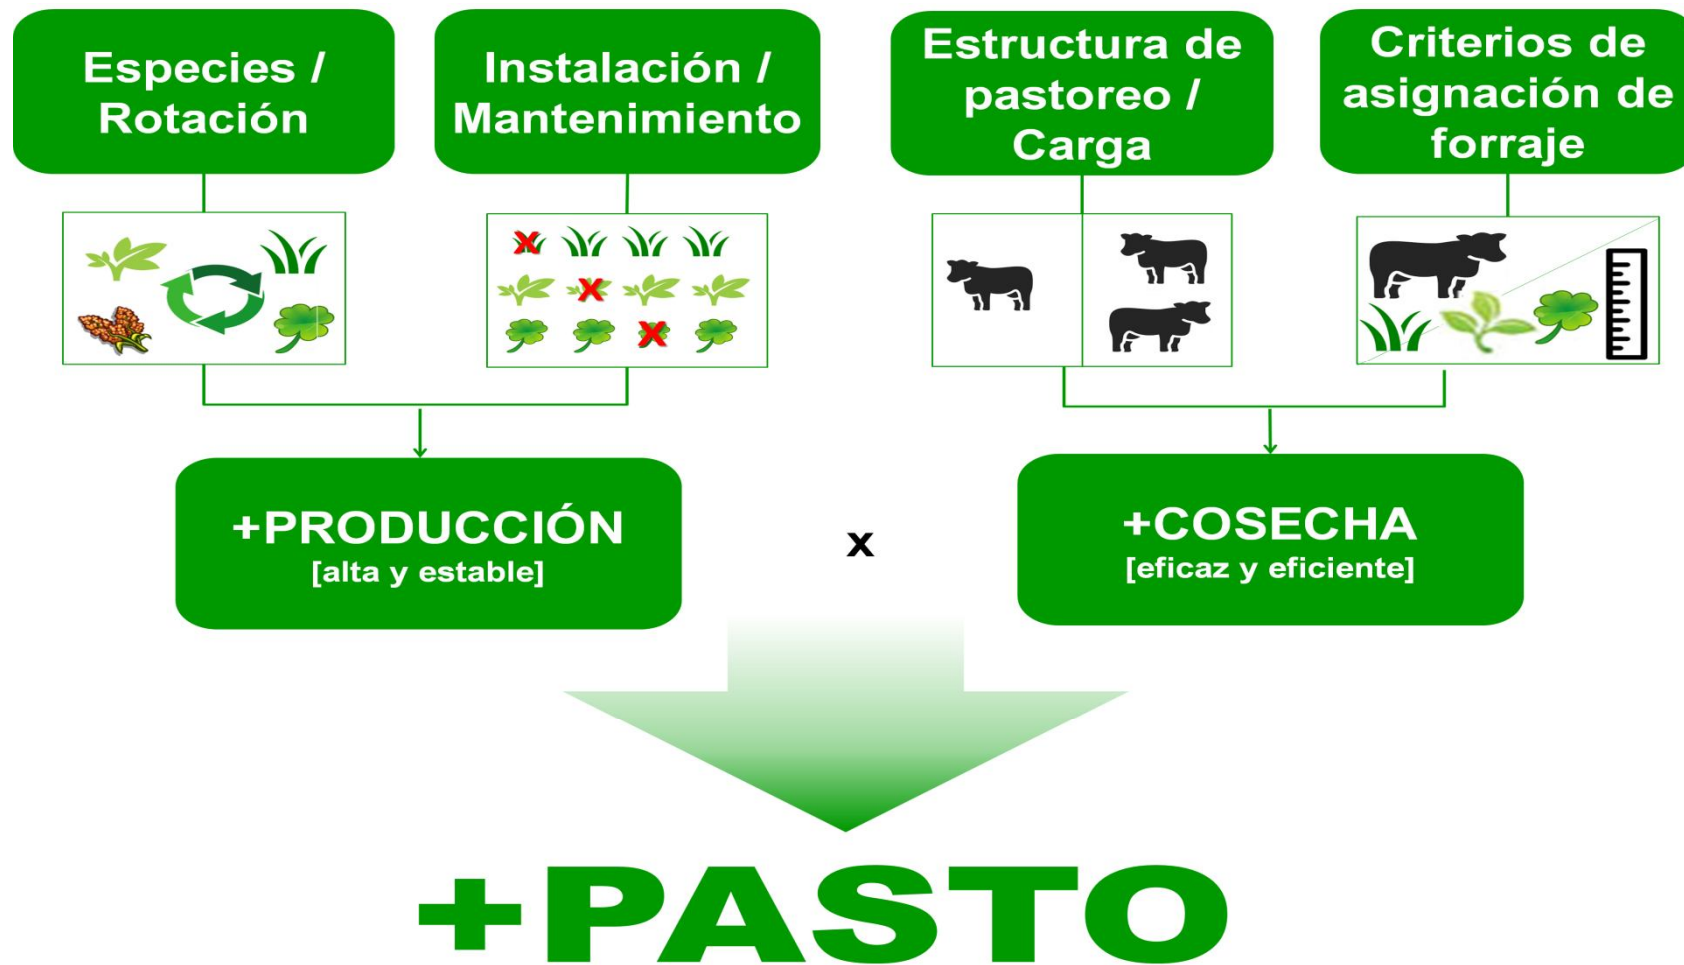 Especies /
Rotación
Instalación /
Mantenimiento
Estructura de
pastoreo /
Carga
Criterios de
asignación de
forraje
X
X
X
+PRODUCCIÓN
[alta y estable]
x
+COSECHA
[eficaz y eficiente]
+PASTO